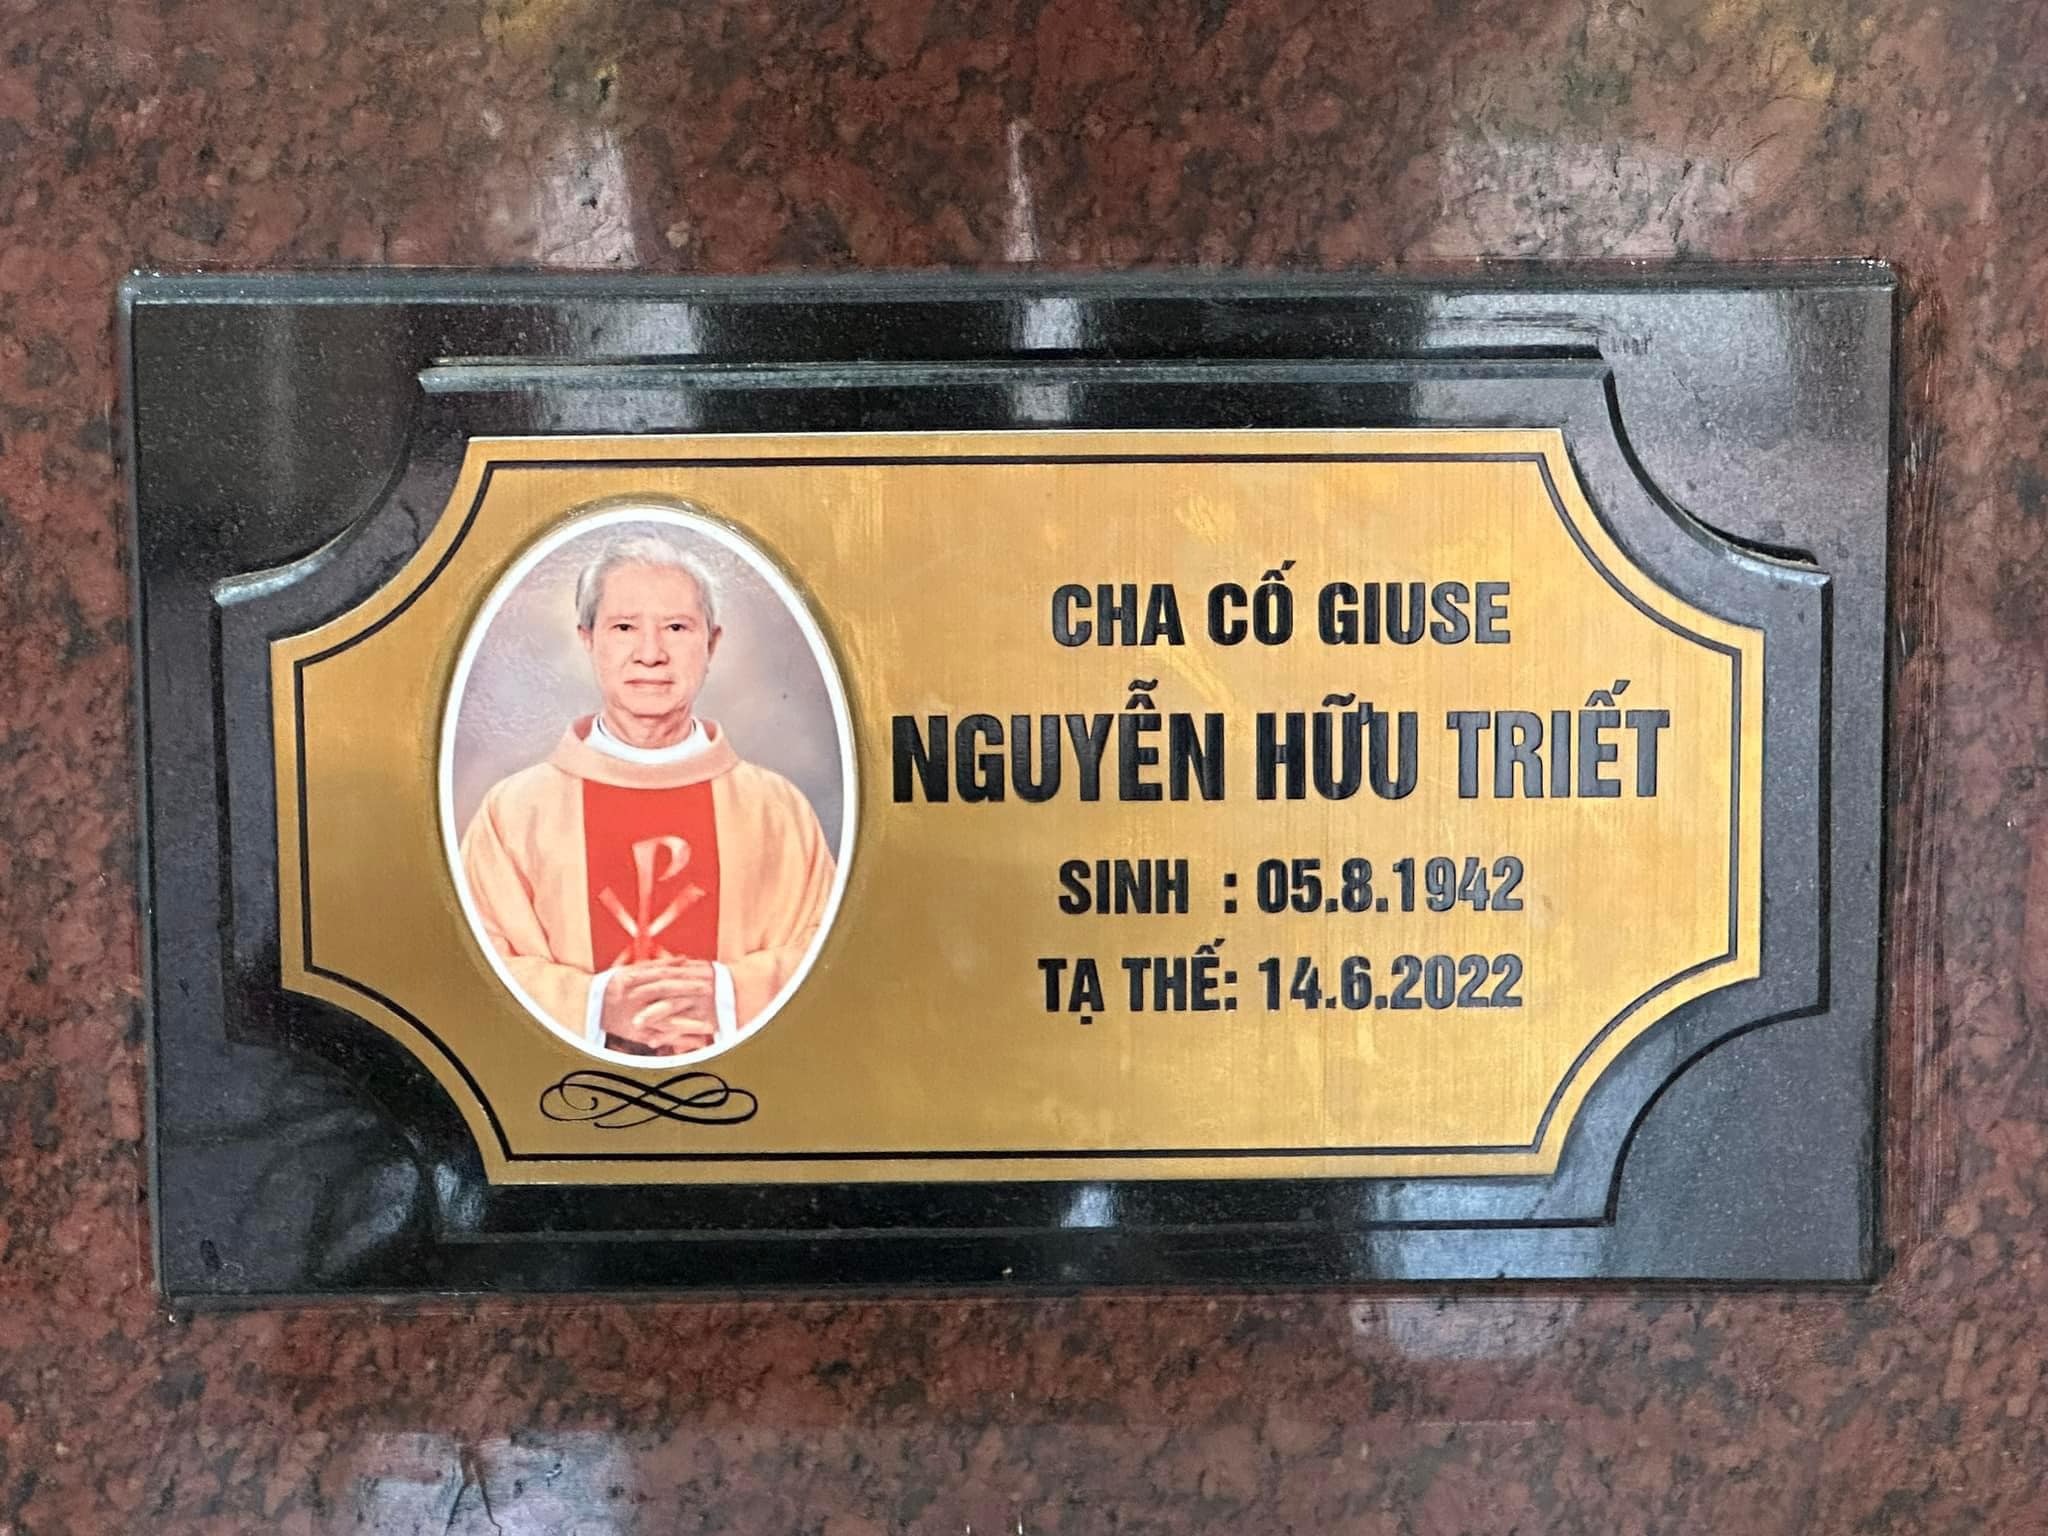 CHA CỐ GIUSE
NGUYỄN HỮU TRIẾT
SINH : 05.8.1942
TẠ THẾ: 14.6.2022